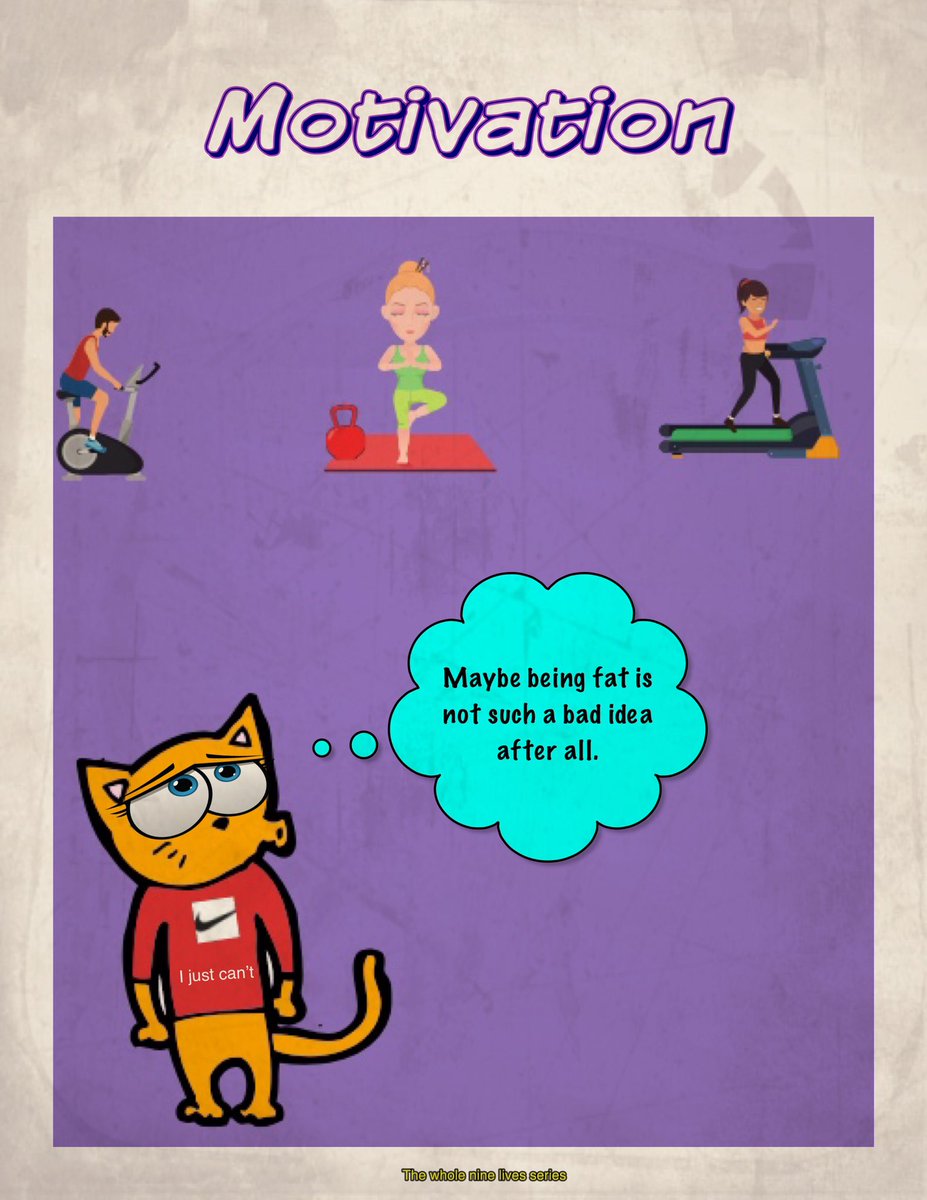 Motivation
Maybe being fat is
not such a bad idea
after all.
I just can't
The whole nine lives series